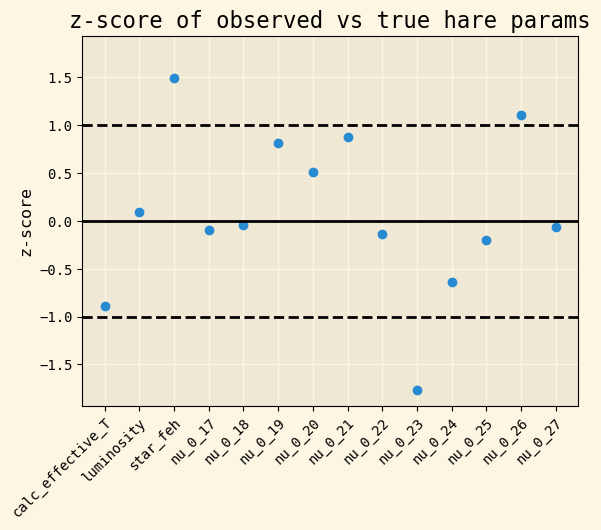 z-score of observed vs true hare params
z-score
1.5
1.0
0.5
0.0
−0.5
−1.0
−1.5
calc_effective_T
luminosity
star_feh
nu_0_17
nu_0_18
nu_0_19
nu_0_20
nu_0_21
nu_0_22
nu_0_23
nu_0_24
nu_0_25
nu_0_26
nu_0_27